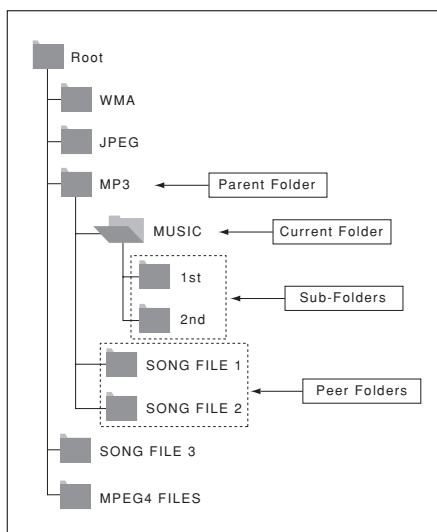 Root
WMA
JPEG
MP3
Parent Folder
MUSIC
Current Folder
1st
Sub-Folders
2nd
SONG FILE 1
Peer Folders
SONG FILE 2
SONG FILE 3
MPEG4 FILES